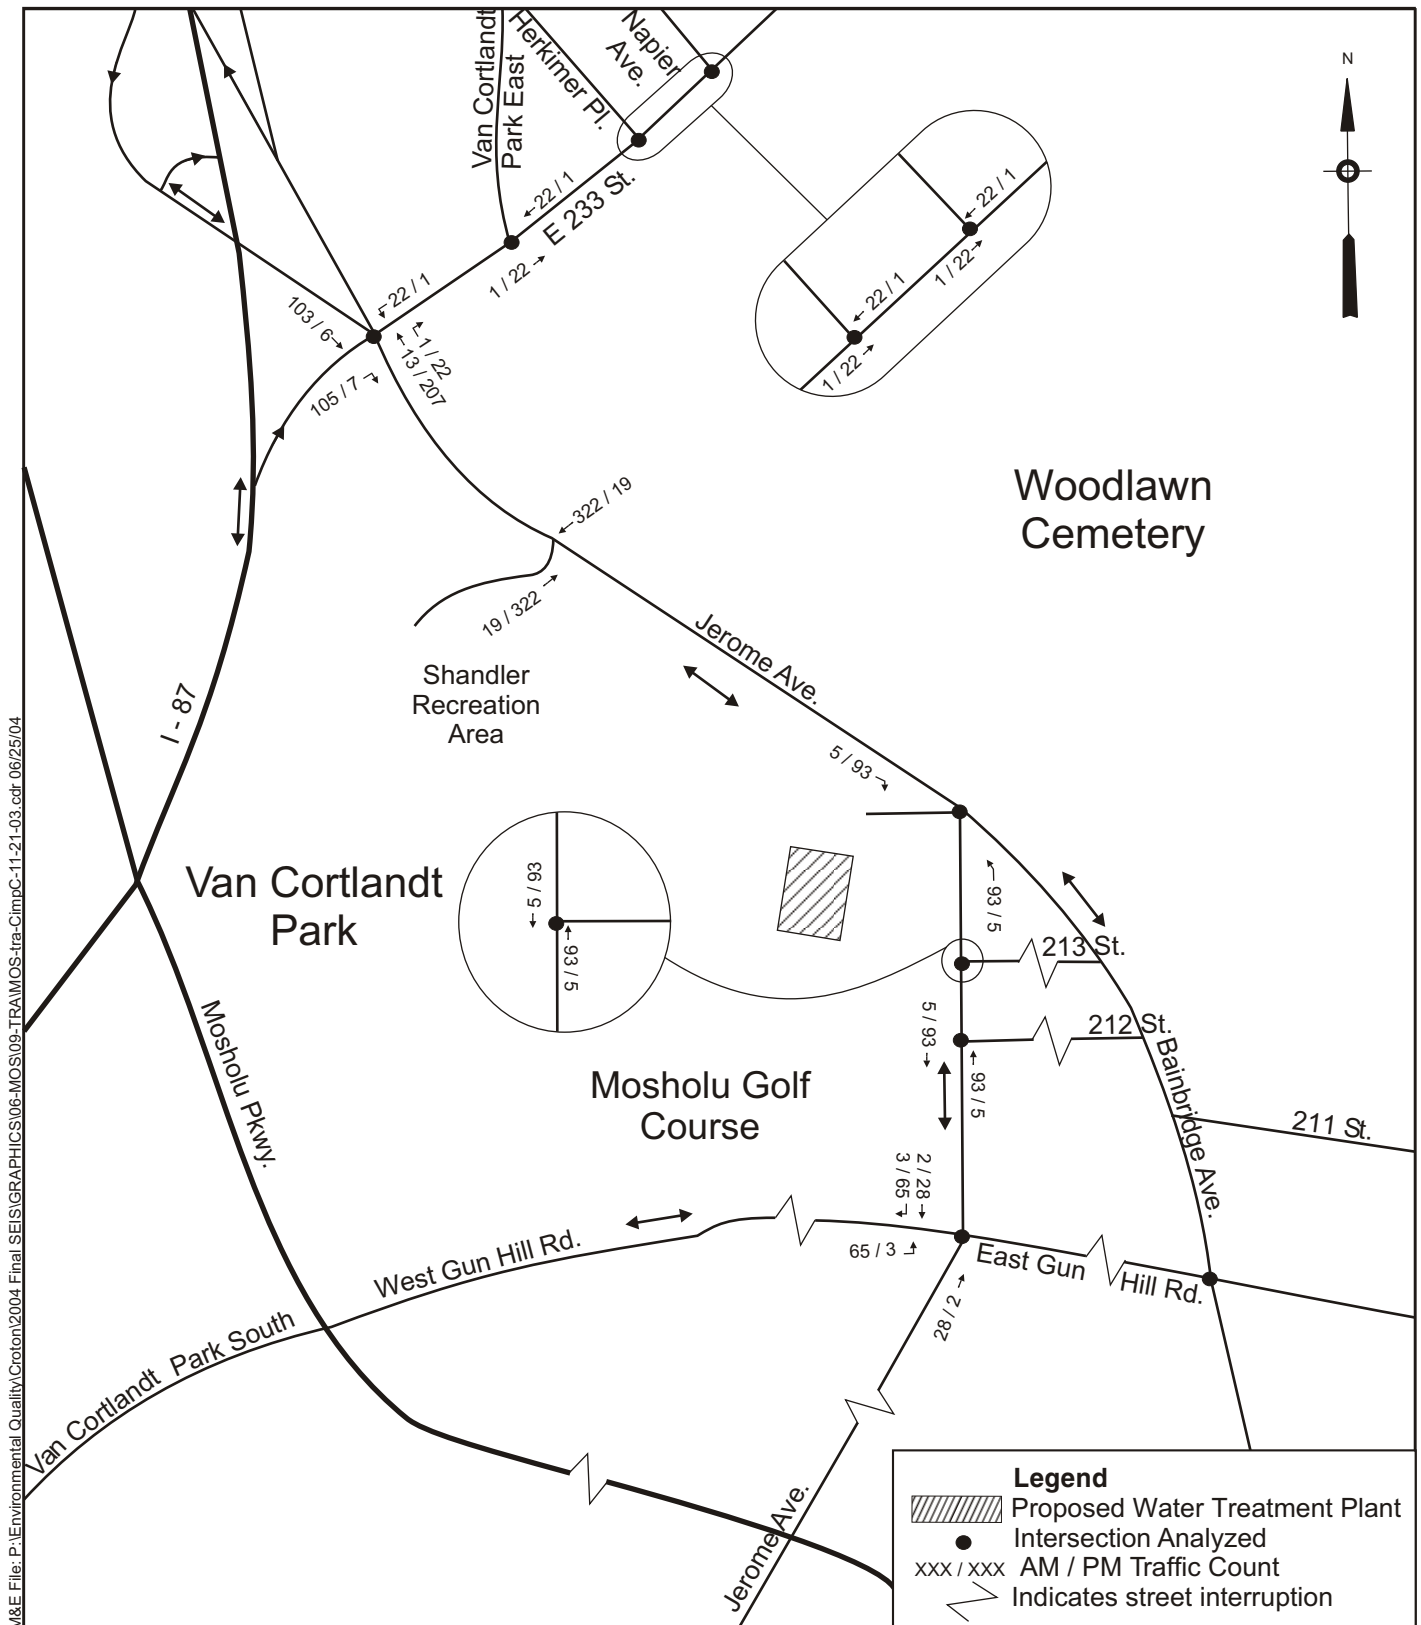 Van Cortlandt
Park East
Herkimer Pl.
Napier
Ave.
N
22 / 1
E 233 St.
1 / 22
22 / 1
1 / 22
22 / 1
1 / 22
103 / 6
22 / 1
1 / 22
13 / 207
105 / 7
Woodlawn
Cemetery
322 / 19
19 / 322
Jerome Ave.
Shandler
Recreation
Area
I - 87
5 / 93
Van Cortlandt
Park
5 / 93
93 / 5
93 / 5
213 St.
5 / 93
212 St.
93 / 5
Bainbridge Ave.
Mosholu Pkwy.
Mosholu Golf
Course
211 St.
2 / 28
3 / 65
65 / 3
West Gun Hill Rd.
East Gun
Hill Rd.
28 / 2
Van Cortlandt Park South
Jerome Ave.
Legend
Proposed Water Treatment Plant
Intersection Analyzed
XXX / XXX AM / PM Traffic Count
Indicates street interruption
M&E File: P:\Environmental Quality\Croton\2004 Final SEIS\GRAPHICS\06-MOS\09-TRA\MOS-tra-CimpC-11-21-03.cdr 06/25/04